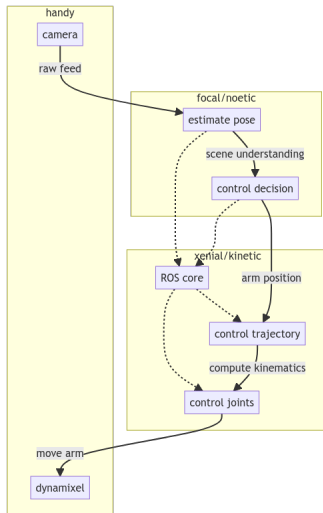 handy
camera
raw feed
focal/noetic
estimate pose
scene understanding
control decision
xenial/kinetic
ROS core
arm position
control trajectory
compute kinematics
control joints
move arm
dynamixel